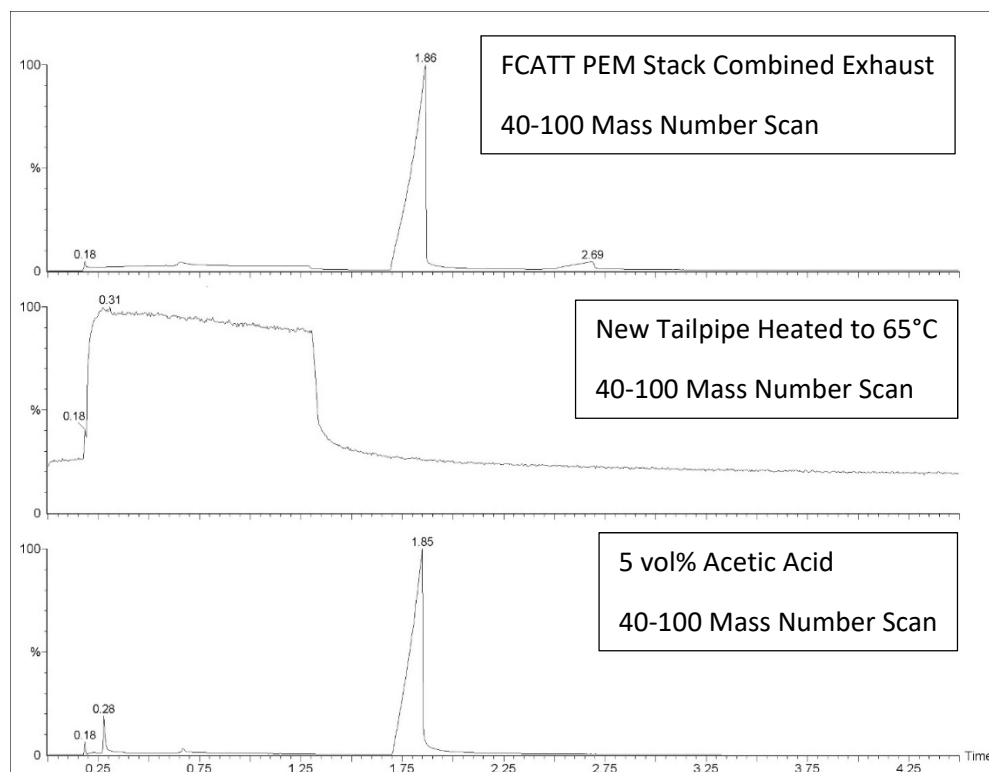 FCATT PEM Stack Combined Exhaust
40-100 Mass Number Scan
100
%
0
0.18
1.86
2.69
New Tailpipe Heated to 65°C
40-100 Mass Number Scan
100
%
0
0.18
0.31
5 vol% Acetic Acid
40-100 Mass Number Scan
100
%
0
0.18
0.28
1.85
Time
0.25 0.75 1.25 1.75 2.25 2.75 3.25 3.75 4.25